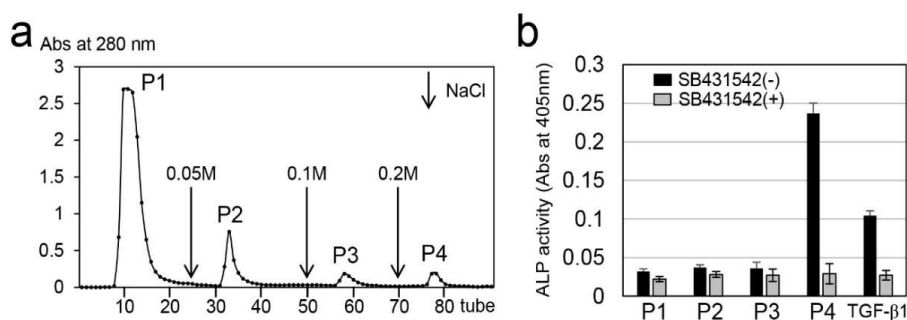 a
Abs at 280 nm
3
2.5
2
1.5
1
0.5
0
P1
NaCl
0.05M
0.1M
0.2M
P2
P3
P4
10 20 30 40 50 60 70 80 tube
b
ALP activity (Abs at 405nm)
0.3
0.25
0.2
0.15
0.1
0.05
0
SB431542(-)
SB431542(+)
P1 P2 P3 P4 TGF-β1